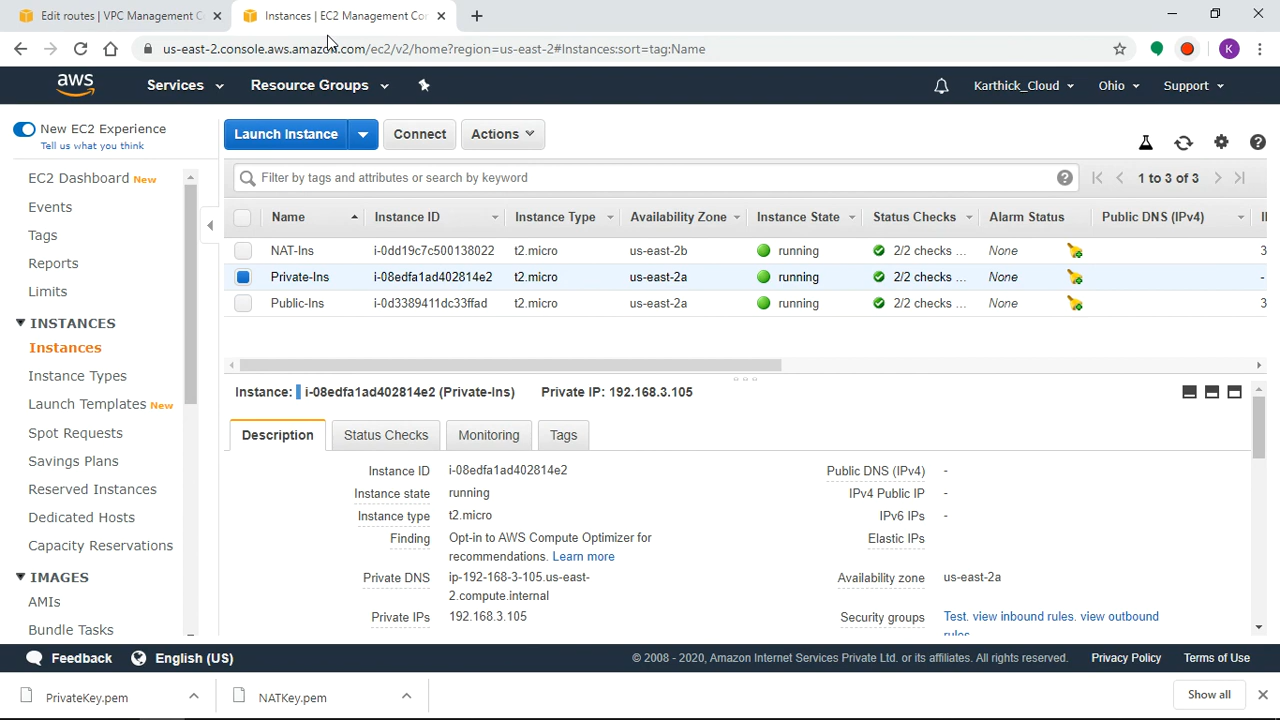 Edit routes | VPC Management C
Instances | EC2 Management Con
us-east-2.console.aws.amazon.com/ec2/v2/home?region=us-east-2#Instances:sort=tag:Name
K
aws
Services
Resource Groups
Karthick_Cloud
Ohio
Support
New EC2 Experience
Tell us what you think
EC2 Dashboard New
Events
Tags
Reports
Limits
INSTANCES
Instances
Instance Types
Launch Templates New
Spot Requests
Savings Plans
Reserved Instances
Dedicated Hosts
Capacity Reservations
IMAGES
AMIs
Bundle Tasks
Launch Instance
Connect
Actions
Filter by tags and attributes or search by keyword
1 to 3 of 3
Name Instance ID Instance Type Availability Zone Instance State Status Checks Alarm Status Public DNS (IPv4)
NAT-Ins i-0dd19c7c500138022 t2.micro us-east-2b running 2/2 checks ... None 3
Private-Ins i-08edfa1ad402814e2 t2.micro us-east-2a running 2/2 checks ... None -
Public-Ins i-0d3389411dc33ffad t2.micro us-east-2a running 2/2 checks ... None 3
Instance: i-08edfa1ad402814e2 (Private-Ins) Private IP: 192.168.3.105
Description
Status Checks
Monitoring
Tags
Instance ID i-08edfa1ad402814e2
Instance state running
Instance type t2.micro
Finding Opt-in to AWS Compute Optimizer for
recommendations. Learn more
Private DNS ip-192-168-3-105.us-east-
2.compute.internal
Private IPs 192.168.3.105
Public DNS (IPv4) -
IPv4 Public IP -
IPv6 IPs -
Elastic IPs
Availability zone us-east-2a
Security groups Test. view inbound rules. view outbound
rules
Feedback
English (US)
© 2008 - 2020, Amazon Internet Services Private Ltd. or its affiliates. All rights reserved.
Privacy Policy
Terms of Use
PrivateKey.pem
NATKey.pem
Show all